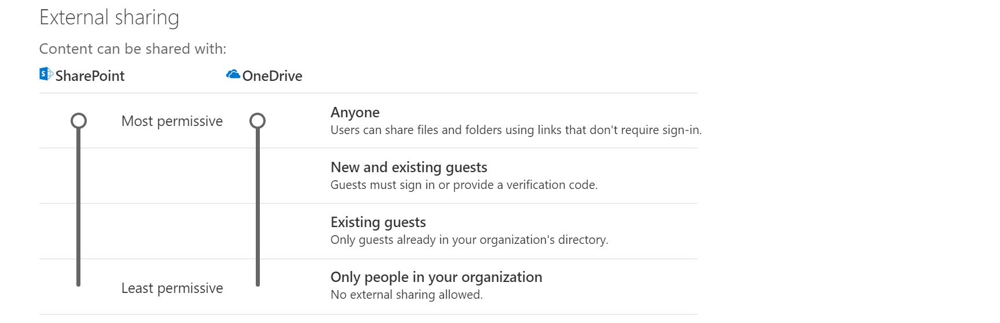 External sharing
Content can be shared with:
SharePoint
OneDrive
Most permissive
Anyone
Users can share files and folders using links that don't require sign-in.
New and existing guests
Guests must sign in or provide a verification code.
Existing guests
Only guests already in your organization's directory.
Least permissive
Only people in your organization
No external sharing allowed.